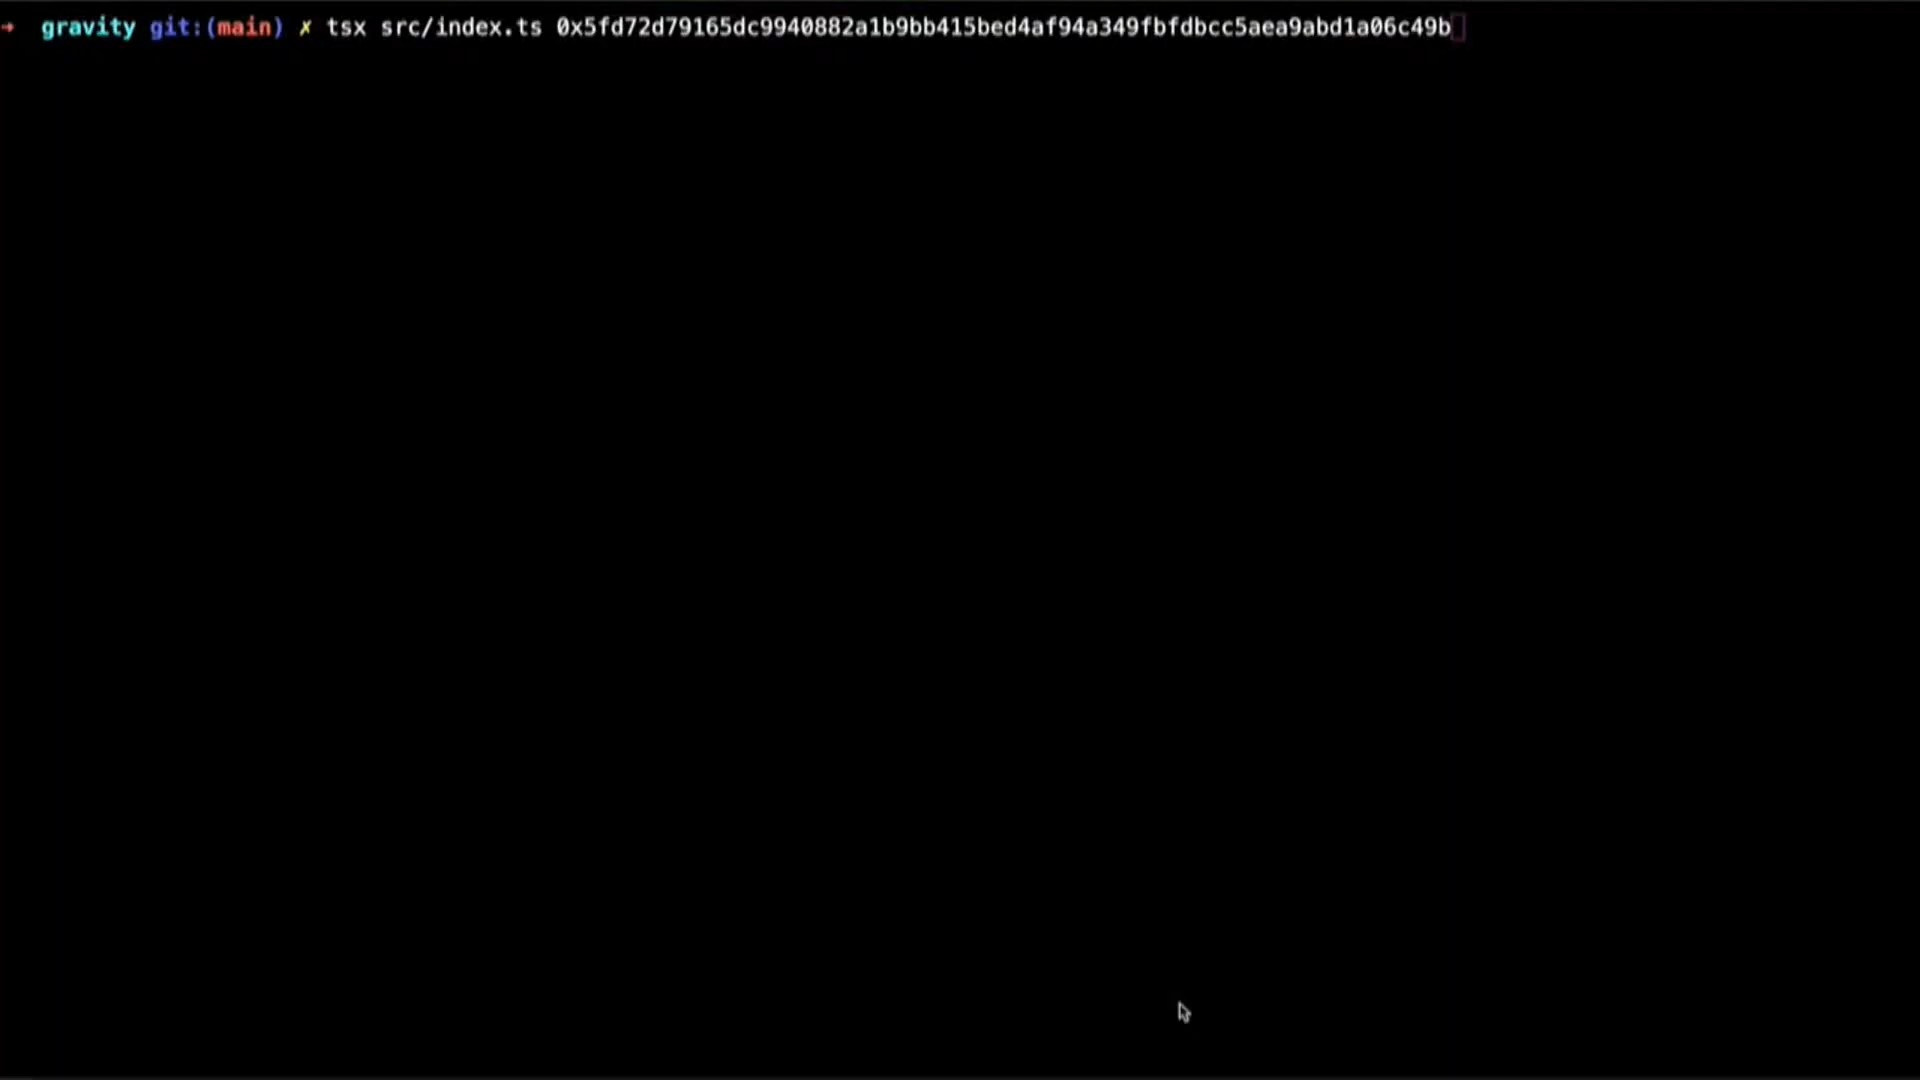 ➜ gravity git:(main) ✗ tsx src/index.ts 0x5fd72d79165dc9940882a1b9bb415bed4af94a349fbfdbcc5aea9abd1a06c49b